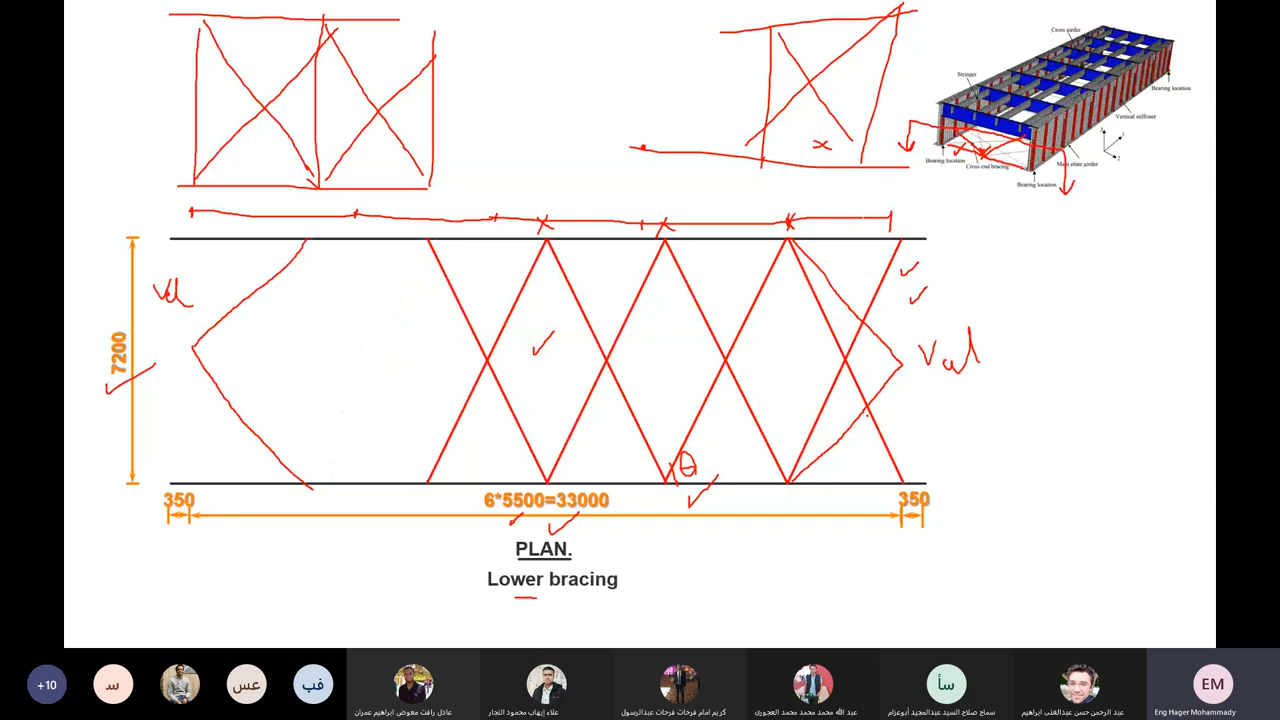 Cross girder
Stringer
Bearing location
Vertical stiffener
Bearing location
Cross end bracing
Main plate girder
Bearing location
7200
θ
350
6*5500=33000
350
PLAN.
Lower bracing
+10
س
عس
فب
عادل رافت معوض ابراهيم عمران
علاء إيهاب محمود النجار
كريم امام فرحات فرحات عبدالرسول
عبد الله محمد محمد محمد العجوزى
سأ
سماح صلاح السيد عبدالمجيد أبوعزام
عبد الرحمن حسن عبدالغنى ابراهيم
EM
Eng Hager Mohammady